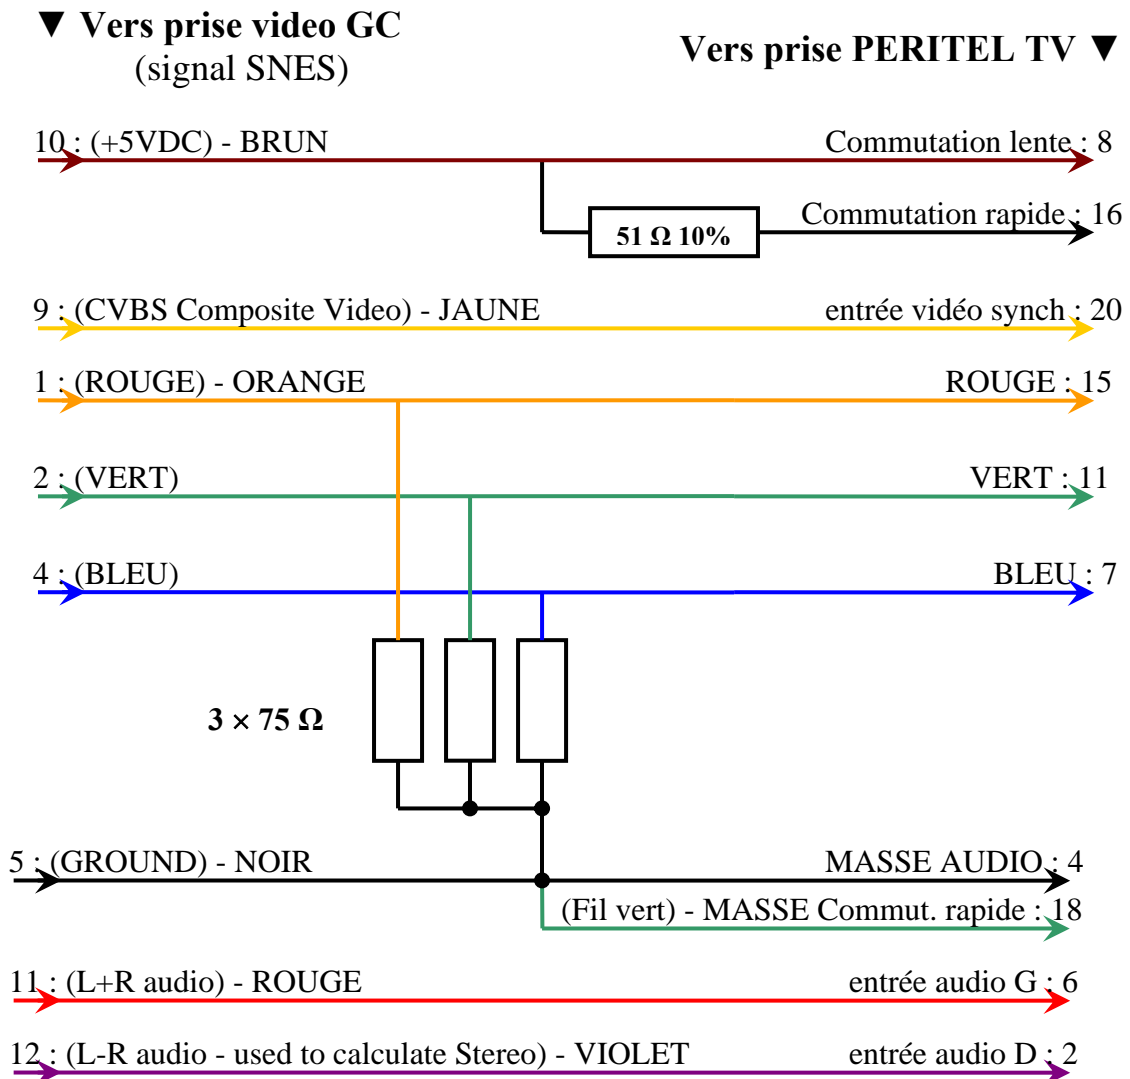 ▼ Vers prise video GC
(signal SNES)
Vers prise PERITEL TV ▼
10 : (+5VDC) - BRUN
Commutation lente : 8
Commutation rapide : 16
51 Ω 10%
9 : (CVBS Composite Video) - JAUNE
entrée vidéo synch : 20
1 : (ROUGE) - ORANGE
ROUGE : 15
2 : (VERT)
VERT : 11
4 : (BLEU)
BLEU : 7
3 × 75 Ω
5 : (GROUND) - NOIR
MASSE AUDIO : 4
(Fil vert) - MASSE Commut. rapide : 18
11 : (L+R audio) - ROUGE
entrée audio G : 6
12 : (L-R audio - used to calculate Stereo) - VIOLET
entrée audio D : 2